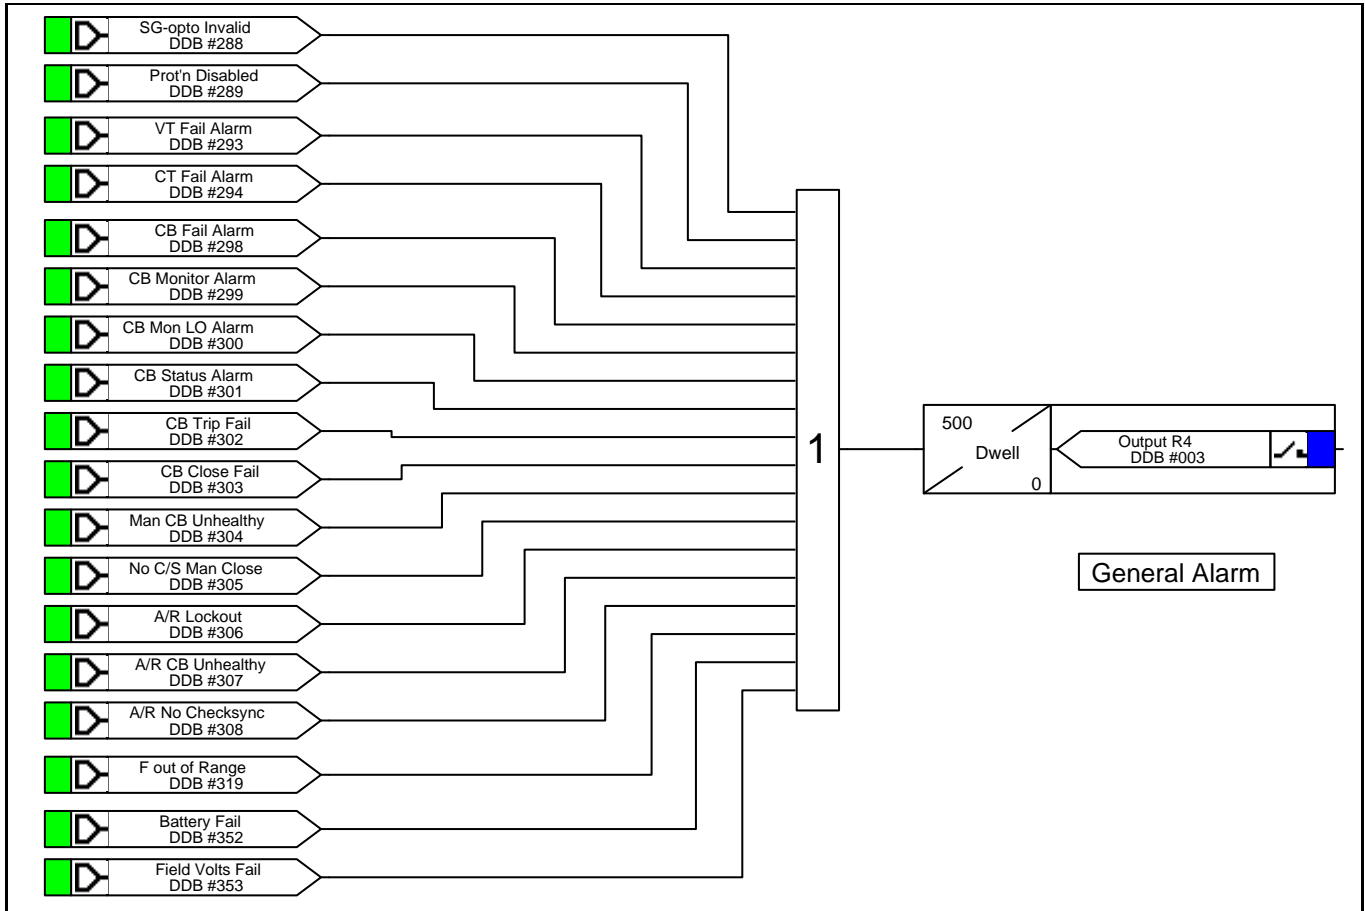 SG-opto Invalid
DDB #288
Prot'n Disabled
DDB #289
VT Fail Alarm
DDB #293
CT Fail Alarm
DDB #294
CB Fail Alarm
DDB #298
CB Monitor Alarm
DDB #299
CB Mon LO Alarm
DDB #300
CB Status Alarm
DDB #301
CB Trip Fail
DDB #302
CB Close Fail
DDB #303
Man CB Unhealthy
DDB #304
No C/S Man Close
DDB #305
A/R Lockout
DDB #306
A/R CB Unhealthy
DDB #307
A/R No Checksync
DDB #308
F out of Range
DDB #319
Battery Fail
DDB #352
Field Volts Fail
DDB #353
1
500
Dwell
0
Output R4
DDB #003
General Alarm